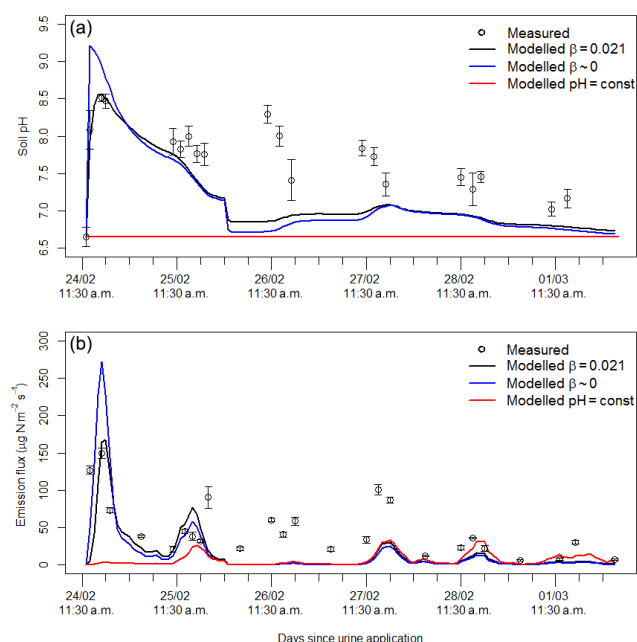 (a)
Measured
Modelled β = 0.021
Modelled β ~ 0
Modelled pH = const
Soil pH
9.5
9.0
8.5
8.0
7.5
7.0
6.5
24/02 25/02 26/02 27/02 28/02 01/03
11:30 a.m. 11:30 a.m. 11:30 a.m. 11:30 a.m. 11:30 a.m. 11:30 a.m.
(b)
Measured
Modelled β = 0.021
Modelled β ~ 0
Modelled pH = const
Emission flux (µg N m⁻² s⁻¹)
300
250
200
150
100
50
0
24/02 25/02 26/02 27/02 28/02 01/03
11:30 a.m. 11:30 a.m. 11:30 a.m. 11:30 a.m. 11:30 a.m. 11:30 a.m.
Days since urine application